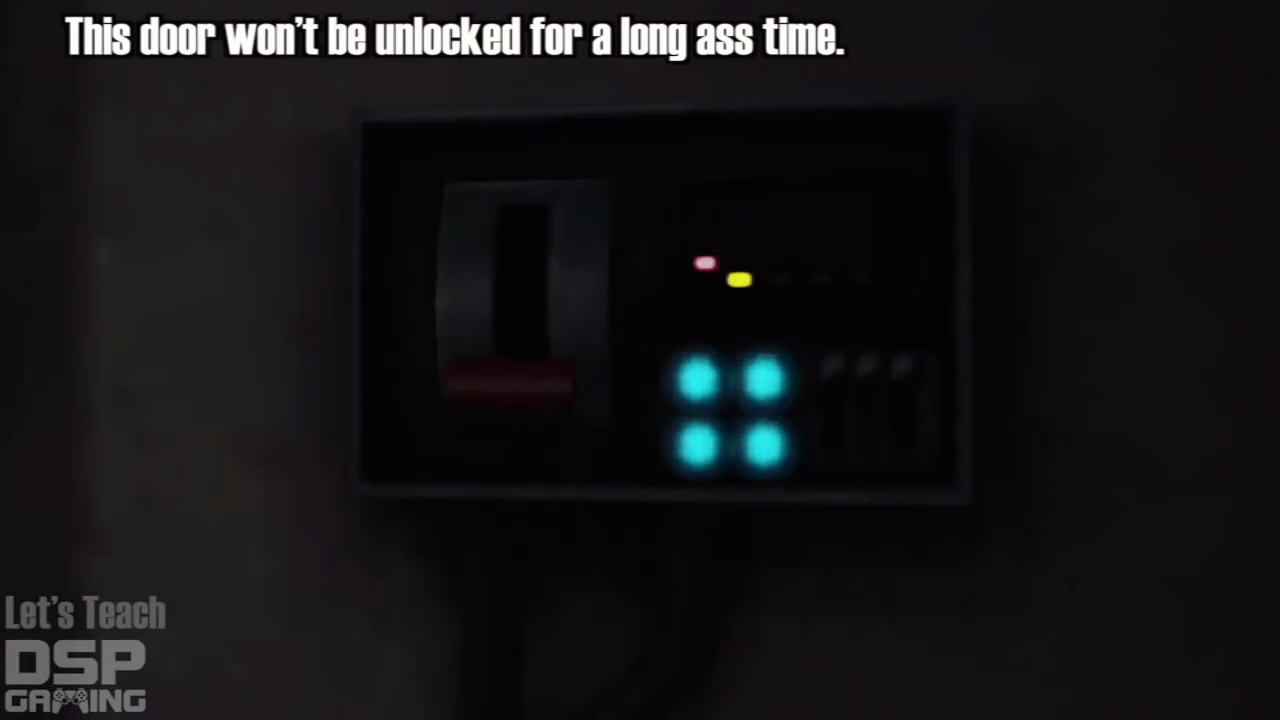 This door won't be unlocked for a long ass time.
Let's Teach
DSP
GAMING